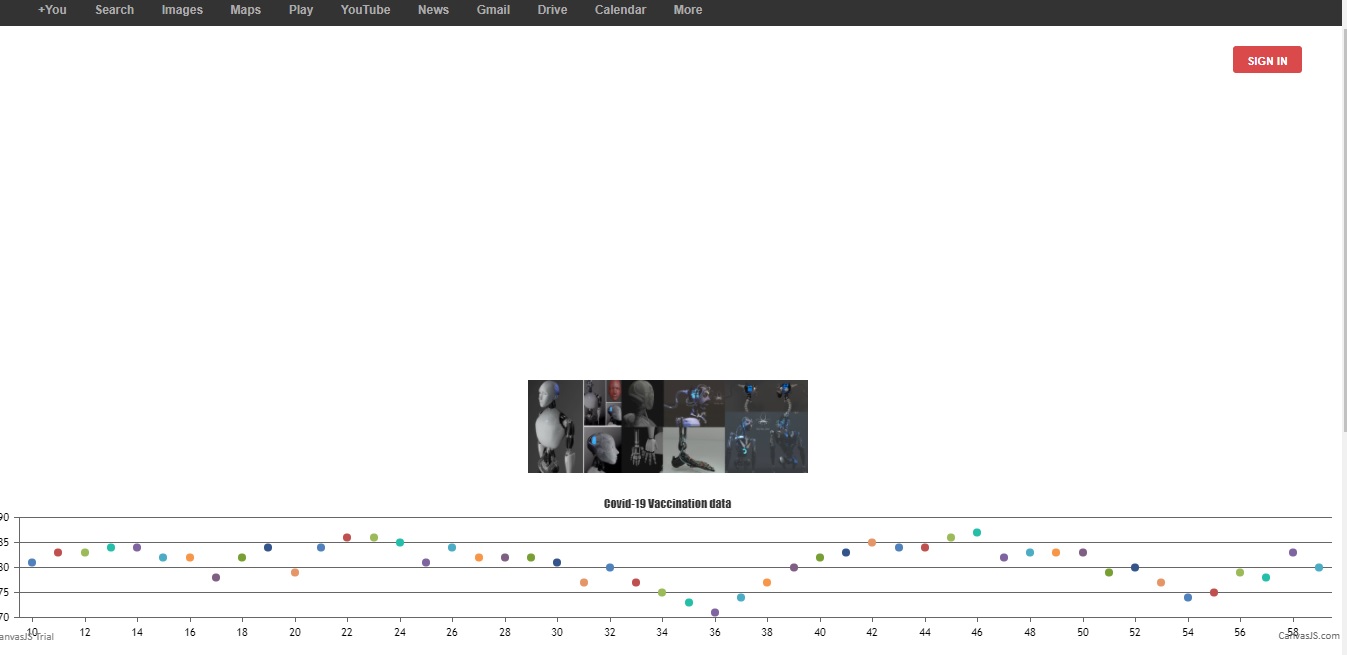 +You Search Images Maps Play YouTube News Gmail Drive Calendar More
SIGN IN
Covid-19 Vaccination data
90
85
80
75
70
10 12 14 16 18 20 22 24 26 28 30 32 34 36 38 40 42 44 46 48 50 52 54 56 58
anvasJS Trial
CanvasJS.com